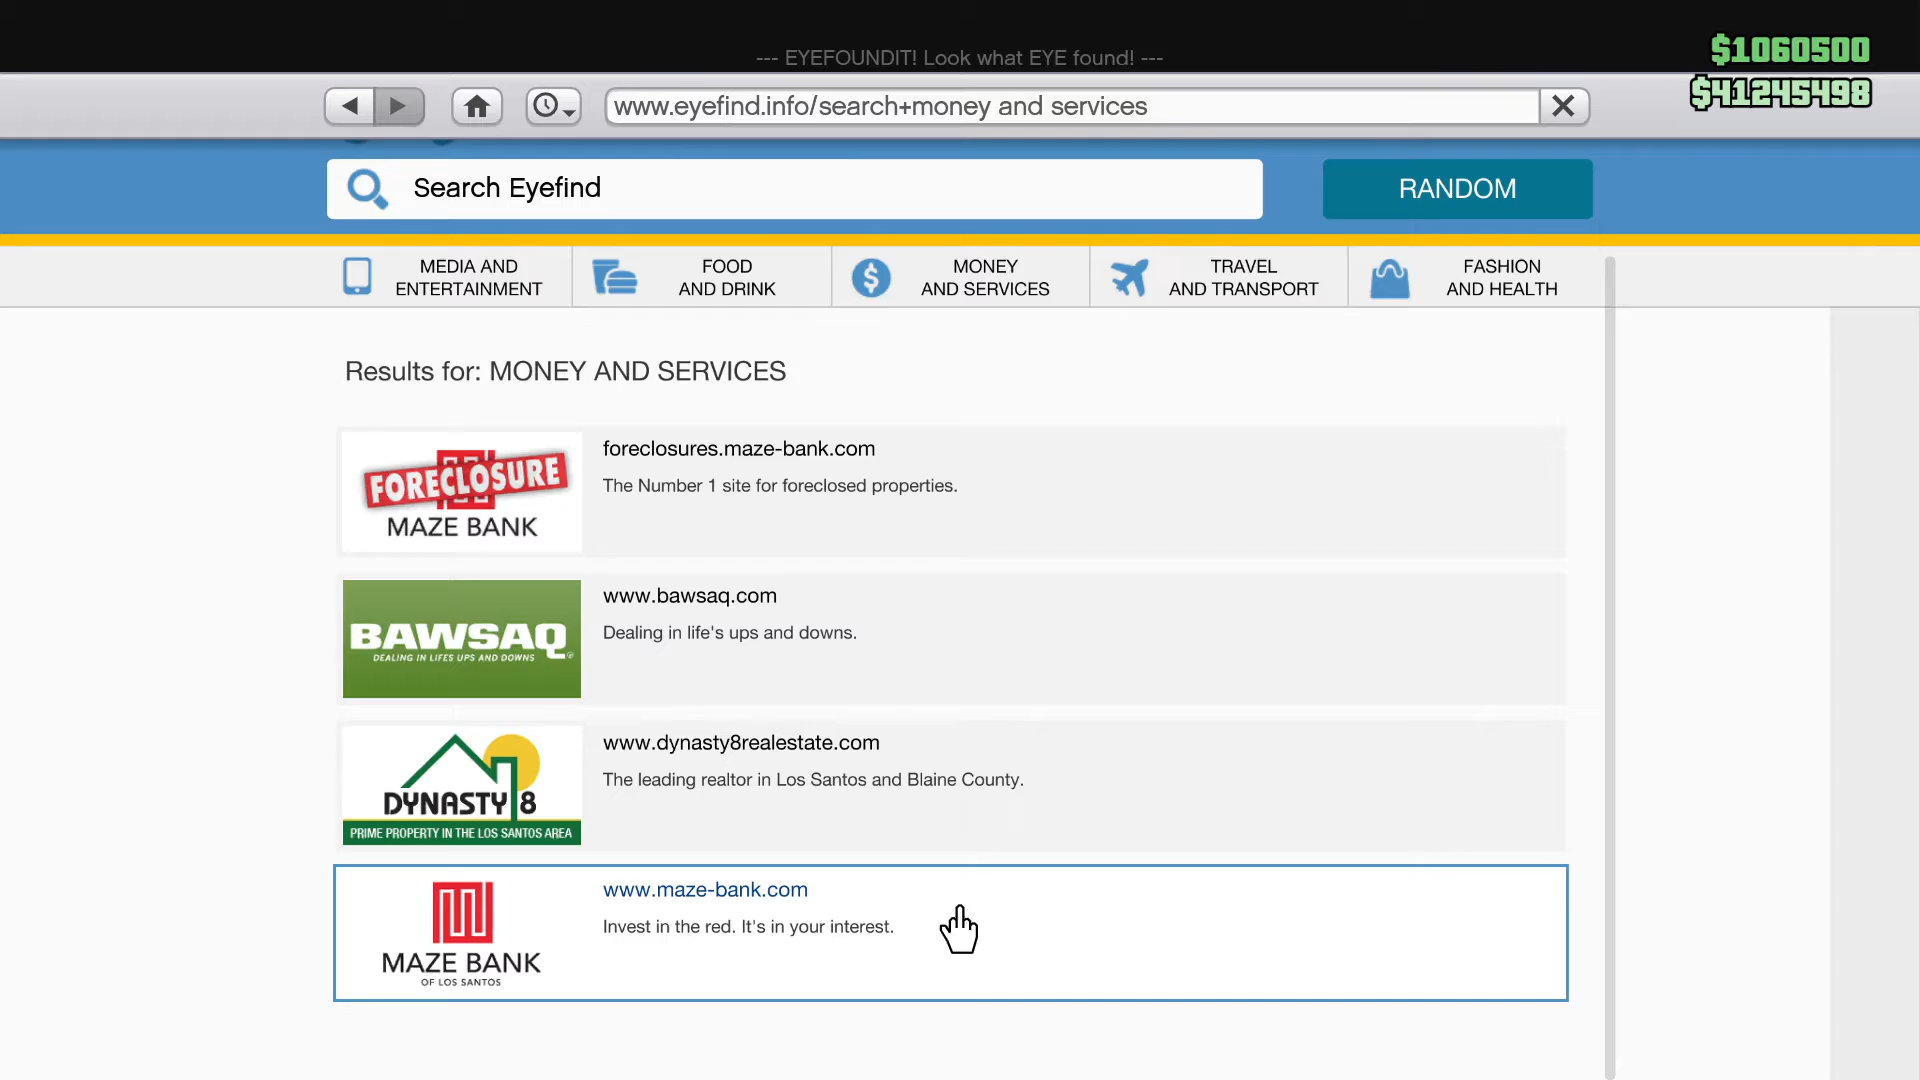 --- EYEFOUNDIT! Look what EYE found! ---
$1060500
$41245498
www.eyefind.info/search+money and services
Search Eyefind
RANDOM
MEDIA AND
ENTERTAINMENT
FOOD
AND DRINK
MONEY
AND SERVICES
TRAVEL
AND TRANSPORT
FASHION
AND HEALTH
Results for: MONEY AND SERVICES
FORECLOSURE
MAZE BANK
foreclosures.maze-bank.com
The Number 1 site for foreclosed properties.
BAWSAQ
DEALING IN LIFES UPS AND DOWNS
www.bawsaq.com
Dealing in life's ups and downs.
DYNASTY 8
PRIME PROPERTY IN THE LOS SANTOS AREA
www.dynasty8realestate.com
The leading realtor in Los Santos and Blaine County.
MAZE BANK
OF LOS SANTOS
www.maze-bank.com
Invest in the red. It's in your interest.